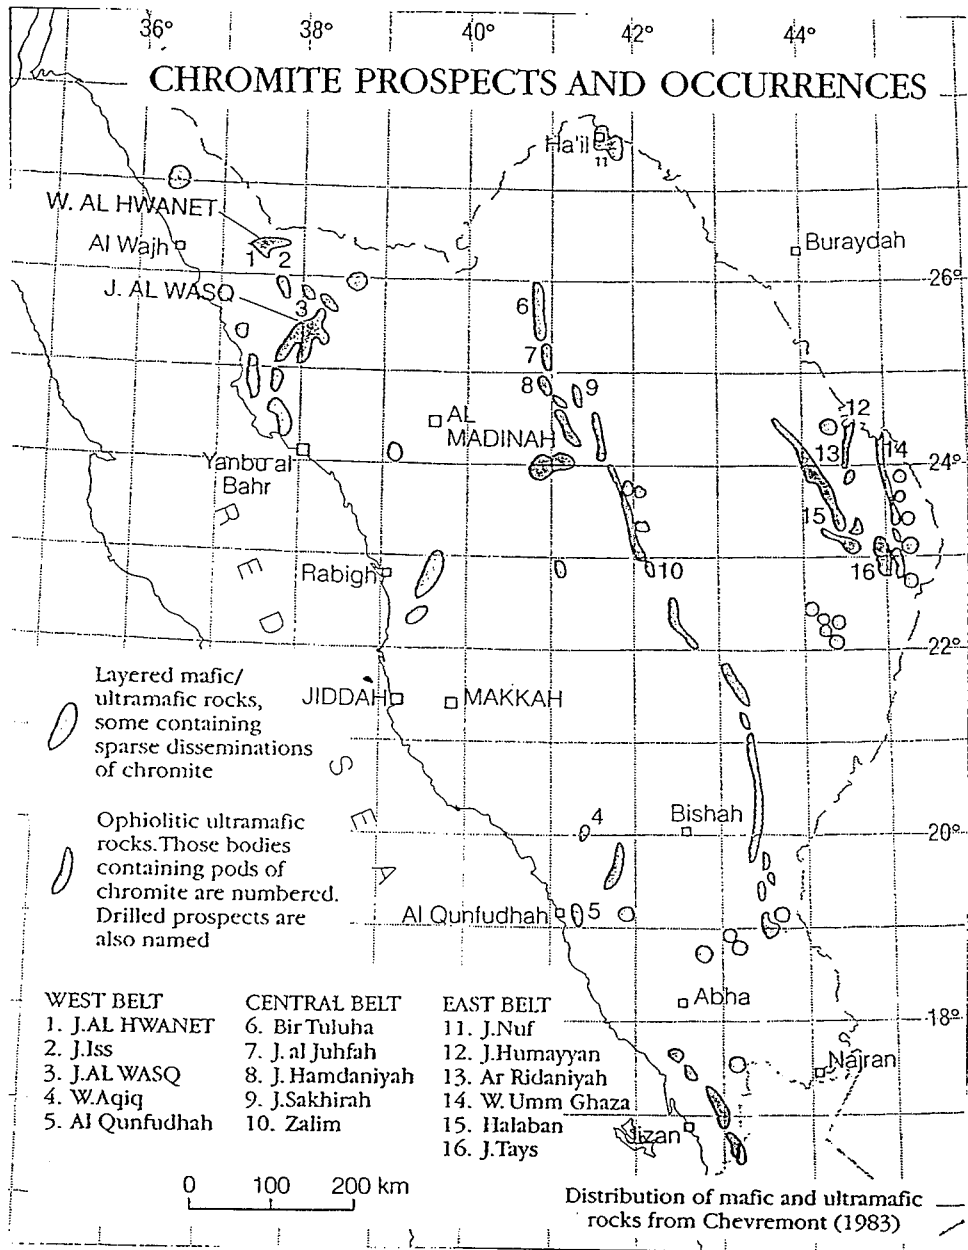 36° 38° 40° 42° 44°
CHROMITE PROSPECTS AND OCCURRENCES
Ha'il
11
W. AL HWANET
Al Wajh
1 2
Buraydah
26°
J. AL WASQ
3
6
7
8 9
AL
MADINAH
12
13 14
24°
Yanbu al
Bahr
15
16
Rabigh
10
22°
RED SEA
Layered mafic/
ultramafic rocks,
some containing
sparse disseminations
of chromite
JIDDAH MAKKAH
Ophiolitic ultramafic
rocks.Those bodies
containing pods of
chromite are numbered.
Drilled prospects are
also named
4
Bishah
20°
Al Qunfudhah 5
Abha
18°
Najran
Jizan
WEST BELT
1. J.AL HWANET
2. J.Iss
3. J.AL WASQ
4. W.Aqiq
5. Al Qunfudhah
CENTRAL BELT
6. Bir Tuluha
7. J. al Juhfah
8. J. Hamdaniyah
9. J.Sakhirah
10. Zalim
EAST BELT
11. J.Nuf
12. J.Humayyan
13. Ar Ridaniyah
14. W. Umm Ghaza
15. Halaban
16. J.Tays
0 100 200 km
Distribution of mafic and ultramafic
rocks from Chevremont (1983)